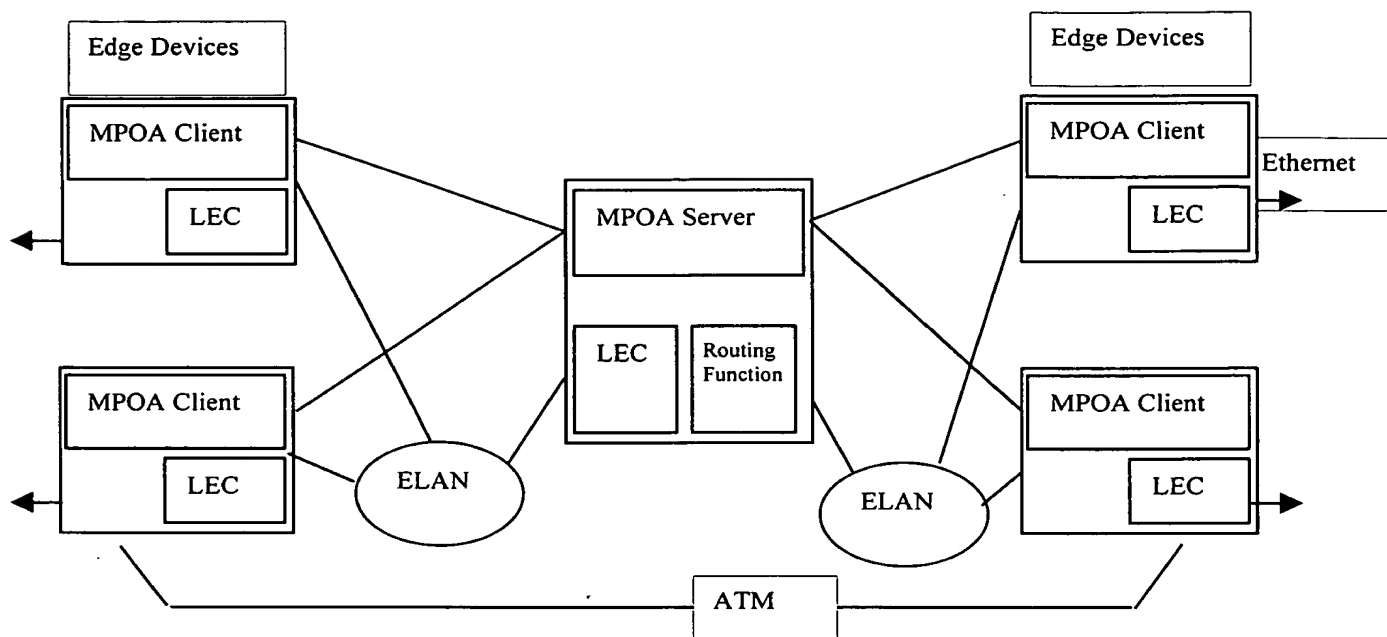 Edge Devices
Edge Devices
MPOA Client
MPOA Client
Ethernet
LEC
LEC
MPOA Server
LEC
Routing
Function
MPOA Client
MPOA Client
LEC
LEC
ELAN
ELAN
ATM